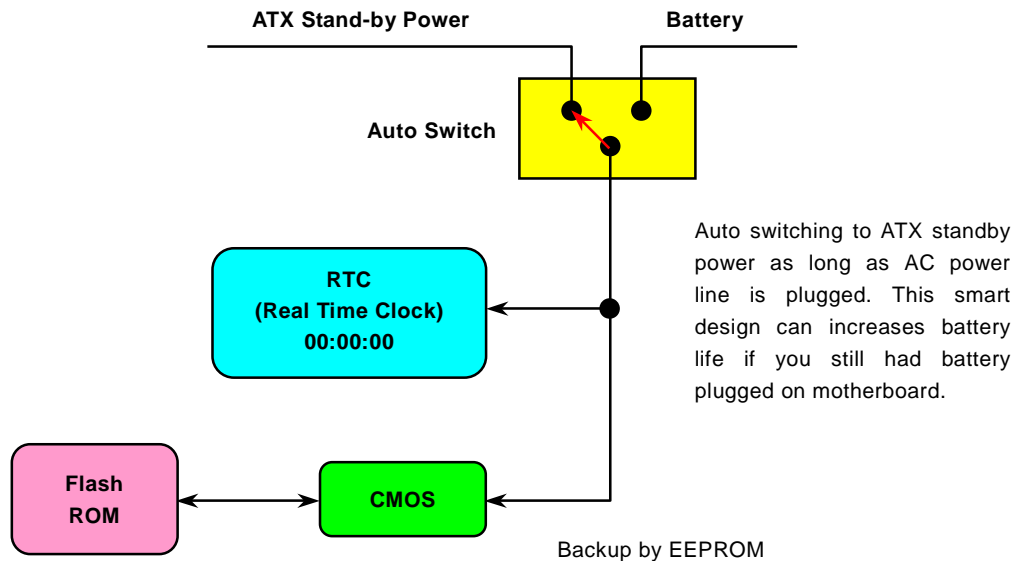 ATX Stand-by Power
Battery
Auto Switch
Auto switching to ATX standby
power as long as AC power
line is plugged. This smart
design can increases battery
life if you still had battery
plugged on motherboard.
RTC
(Real Time Clock)
00:00:00
Flash
ROM
CMOS
Backup by EEPROM